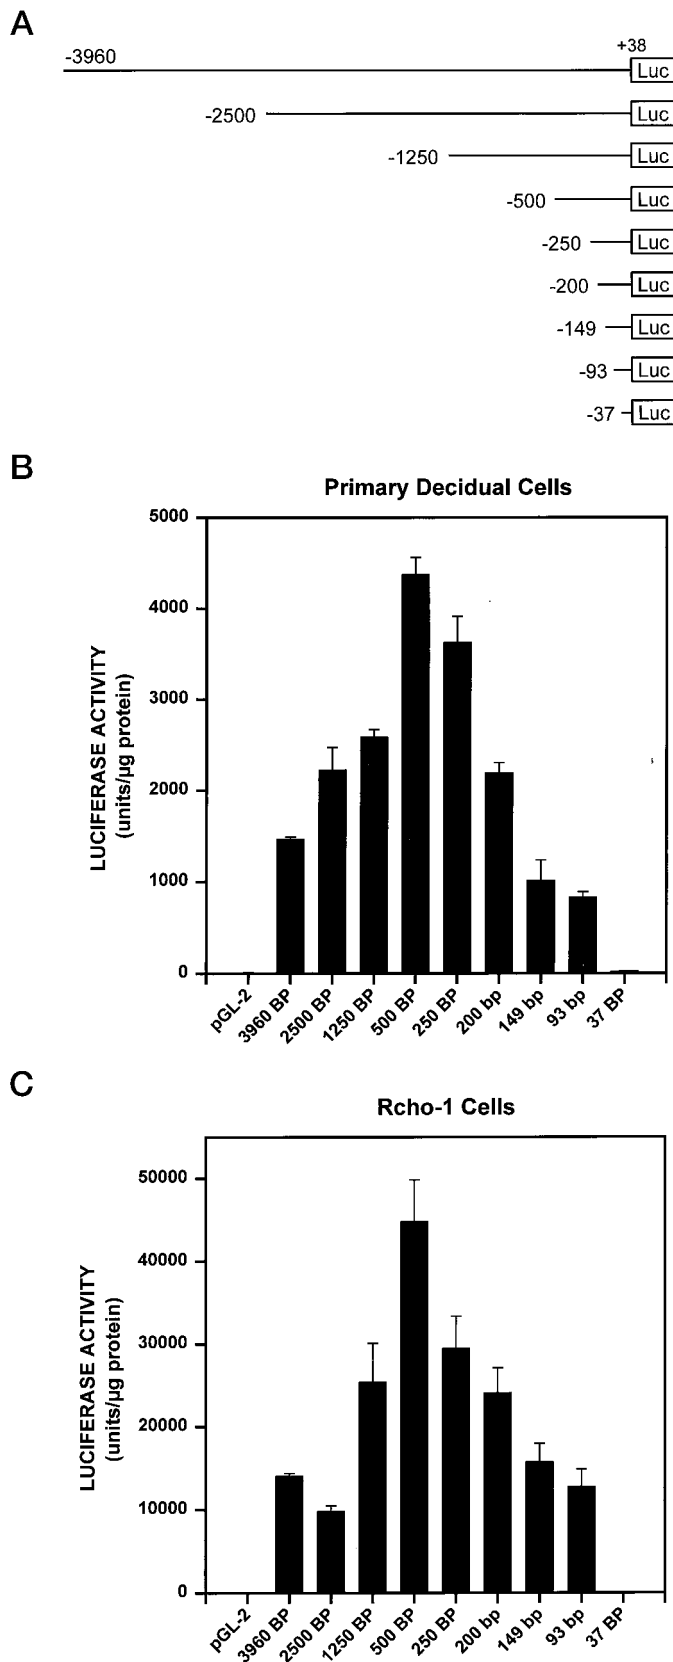 A
-3960
+38
Luc
-2500
Luc
-1250
Luc
-500
Luc
-250
Luc
-200
Luc
-149
Luc
-93
Luc
-37
Luc
B
Primary Decidual Cells
LUCIFERASE ACTIVITY
(units/µg protein)
5000
4000
3000
2000
1000
0
pGL-2
3960 BP
2500 BP
1250 BP
500 BP
250 BP
200 bp
149 bp
93 bp
37 BP
C
Rcho-1 Cells
LUCIFERASE ACTIVITY
(units/µg protein)
50000
40000
30000
20000
10000
0
pGL-2
3960 BP
2500 BP
1250 BP
500 BP
250 BP
200 bp
149 bp
93 bp
37 BP